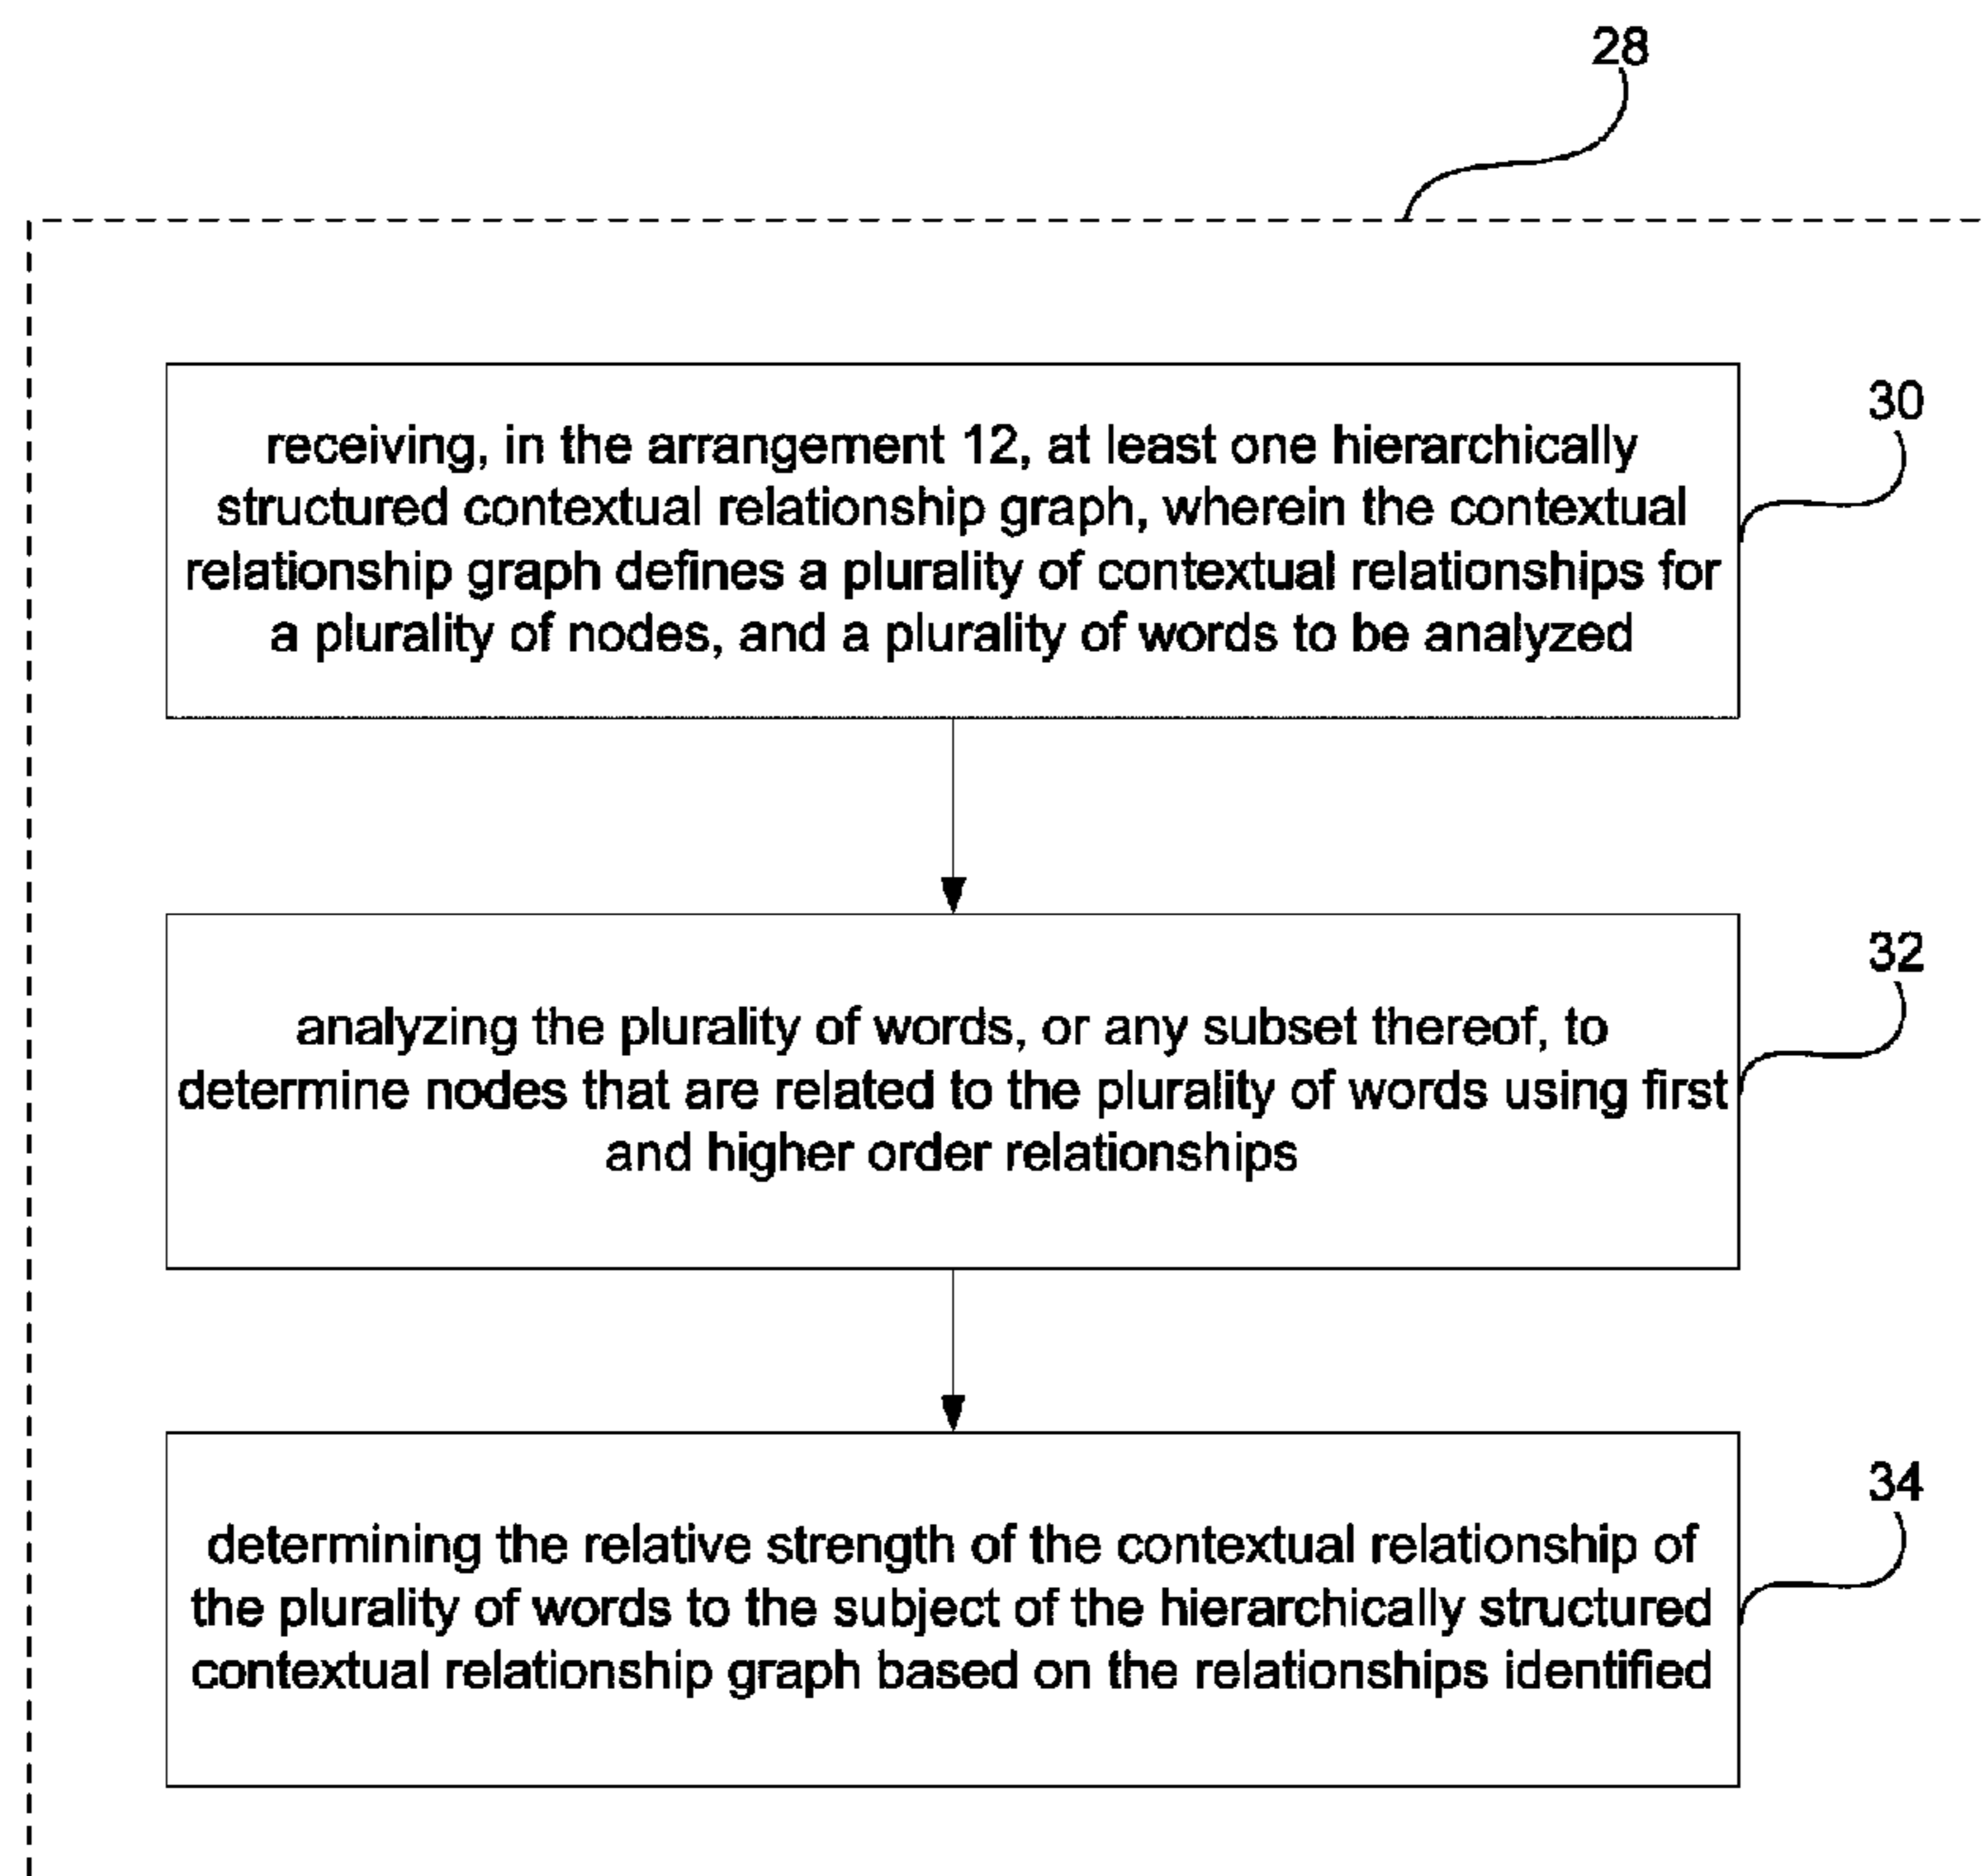 28
30
receiving, in the arrangement 12, at least one hierarchically
structured contextual relationship graph, wherein the contextual
relationship graph defines a plurality of contextual relationships for
a plurality of nodes, and a plurality of words to be analyzed
32
analyzing the plurality of words, or any subset thereof, to
determine nodes that are related to the plurality of words using first
and higher order relationships
34
determining the relative strength of the contextual relationship of
the plurality of words to the subject of the hierarchically structured
contextual relationship graph based on the relationships identified